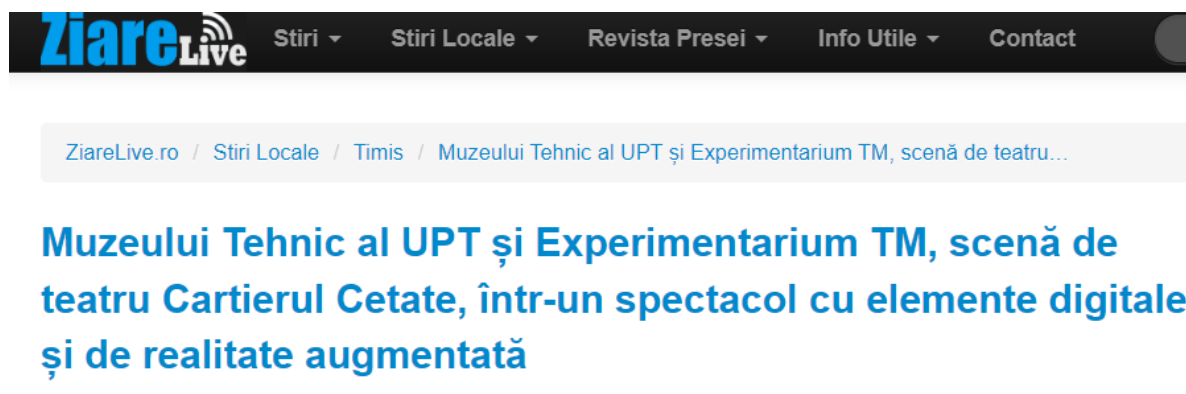 ZiareLive Stiri Stiri Locale Revista Presei Info Utile Contact
ZiareLive.ro / Stiri Locale / Timis / Muzeului Tehnic al UPT și Experimentarium TM, scenă de teatru…
Muzeului Tehnic al UPT și Experimentarium TM, scenă de
teatru Cartierul Cetate, într-un spectacol cu elemente digitale
și de realitate augmentată